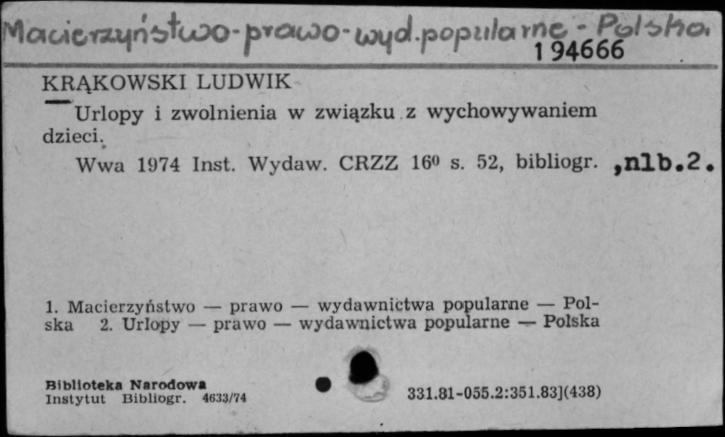 Macierzyństwo-prawo-wyd.popularne - Polska
194666
KRĄKOWSKI LUDWIK
Urlopy i zwolnienia w związku z wychowywaniem
dzieci.
Wwa 1974 Inst. Wydaw. CRZZ 16⁰ s. 52, bibliogr. ,nlb.2.
1. Macierzyństwo — prawo — wydawnictwa popularne — Pol-
ska 2. Urlopy — prawo — wydawnictwa popularne — Polska
Biblioteka Narodowa
Instytut Bibliogr. 4633/74
331.81-055.2:351.83](438)